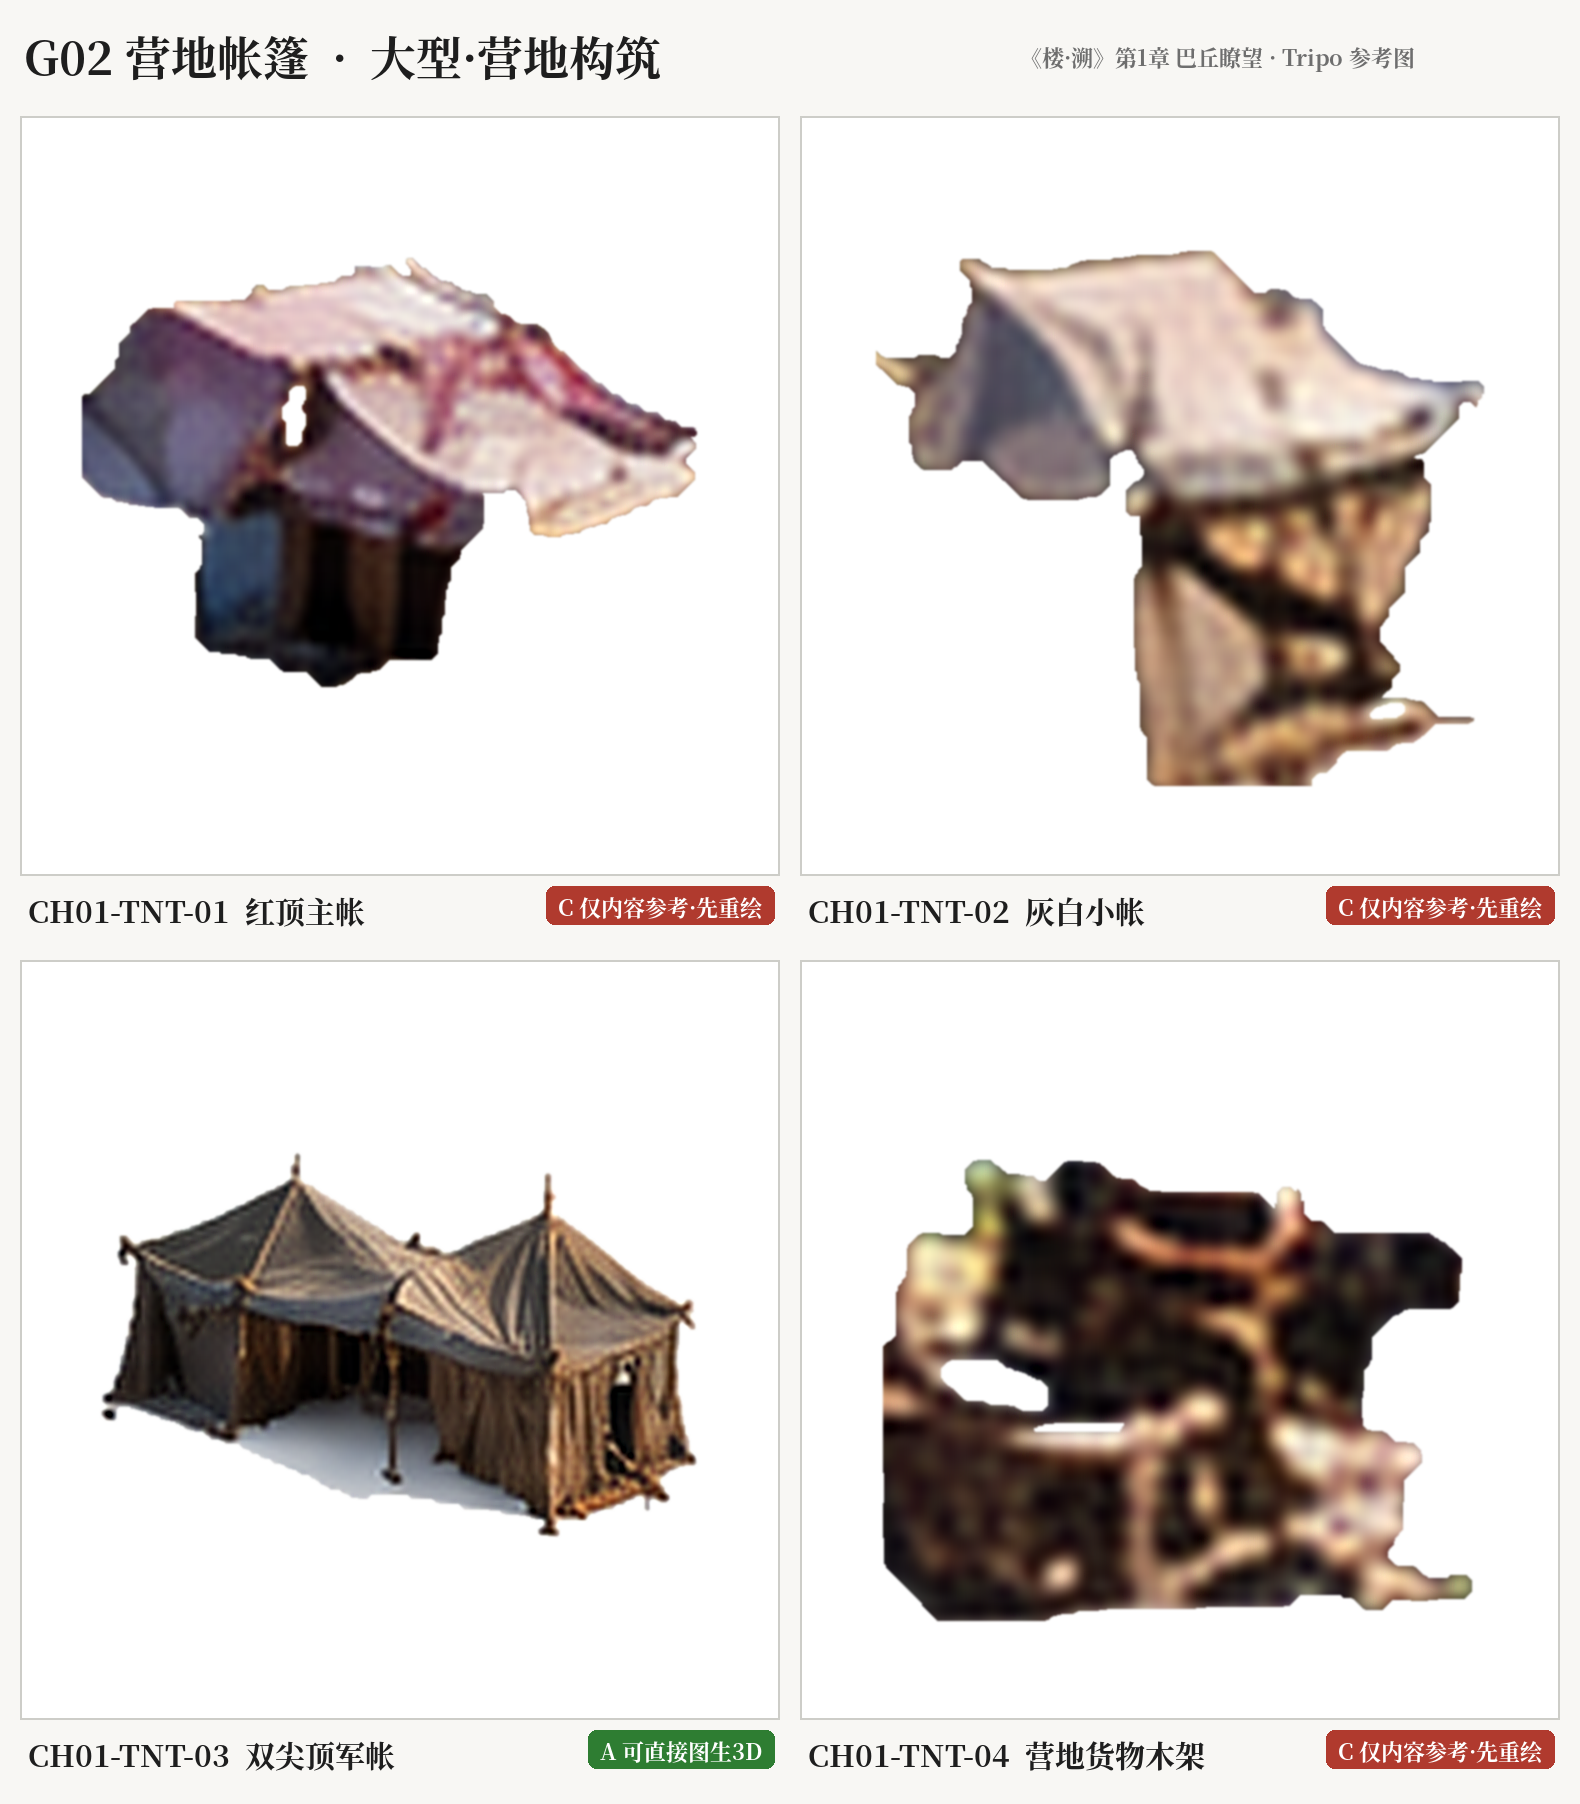 G02 营地帐篷 · 大型·营地构筑
《楼·溯》第1章 巴丘瞭望 · Tripo 参考图
CH01-TNT-01 红顶主帐
C 仅内容参考·先重绘
CH01-TNT-02 灰白小帐
C 仅内容参考·先重绘
CH01-TNT-03 双尖顶军帐
A 可直接图生3D
CH01-TNT-04 营地货物木架
C 仅内容参考·先重绘